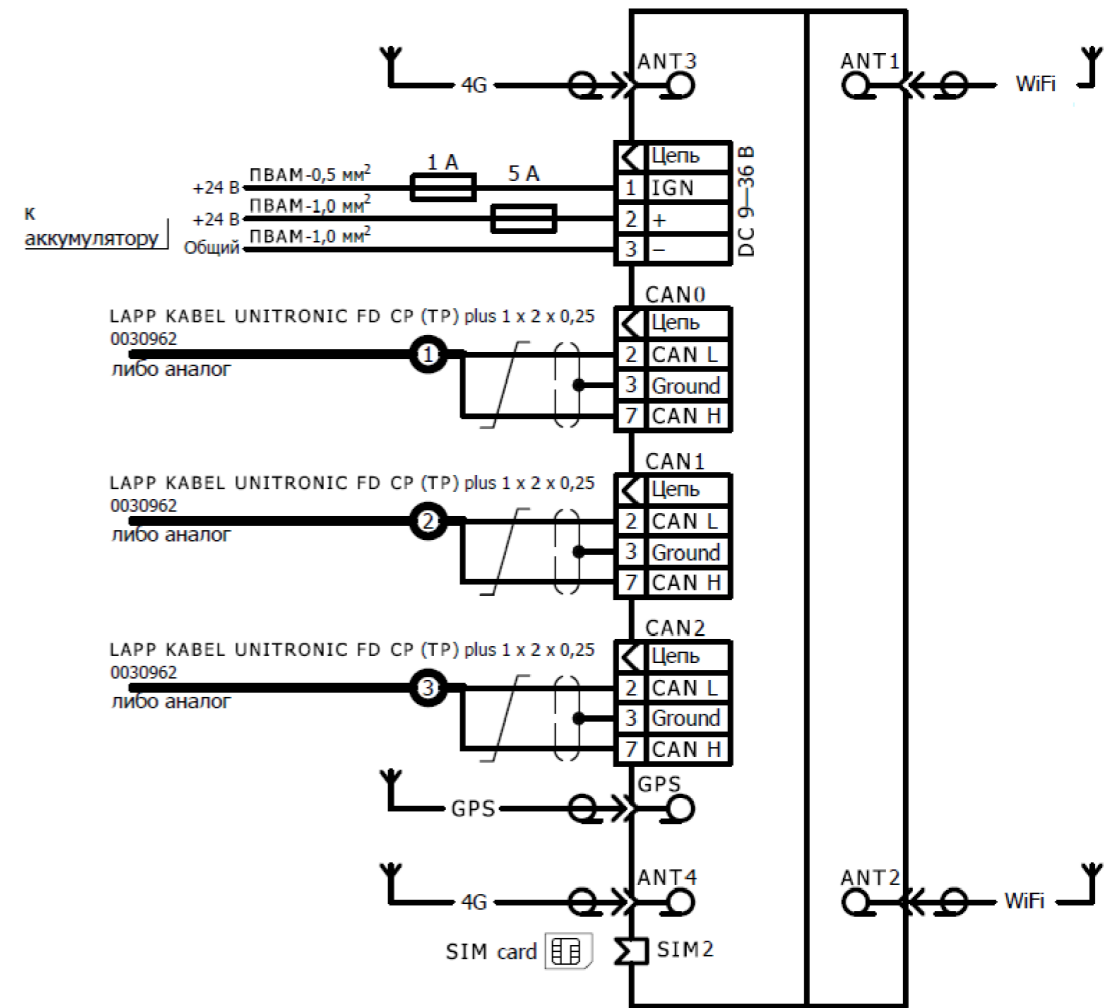 ANT3
ANT1
4G
WiFi
Цепь
1 A
5 A
ПВАМ-0,5 мм²
+24 В
1 IGN
ПВАМ-1,0 мм²
+24 В
2 +
ПВАМ-1,0 мм²
Общий
3 –
DC 9—36 В
к
аккумулятору
CAN0
LAPP KABEL UNITRONIC FD CP (TP) plus 1 x 2 x 0,25
0030962
либо аналог
1
Цепь
2 CAN L
3 Ground
7 CAN H
CAN1
LAPP KABEL UNITRONIC FD CP (TP) plus 1 x 2 x 0,25
0030962
либо аналог
2
Цепь
2 CAN L
3 Ground
7 CAN H
CAN2
LAPP KABEL UNITRONIC FD CP (TP) plus 1 x 2 x 0,25
0030962
либо аналог
3
Цепь
2 CAN L
3 Ground
7 CAN H
GPS
GPS
ANT4
ANT2
4G
WiFi
SIM card
SIM2